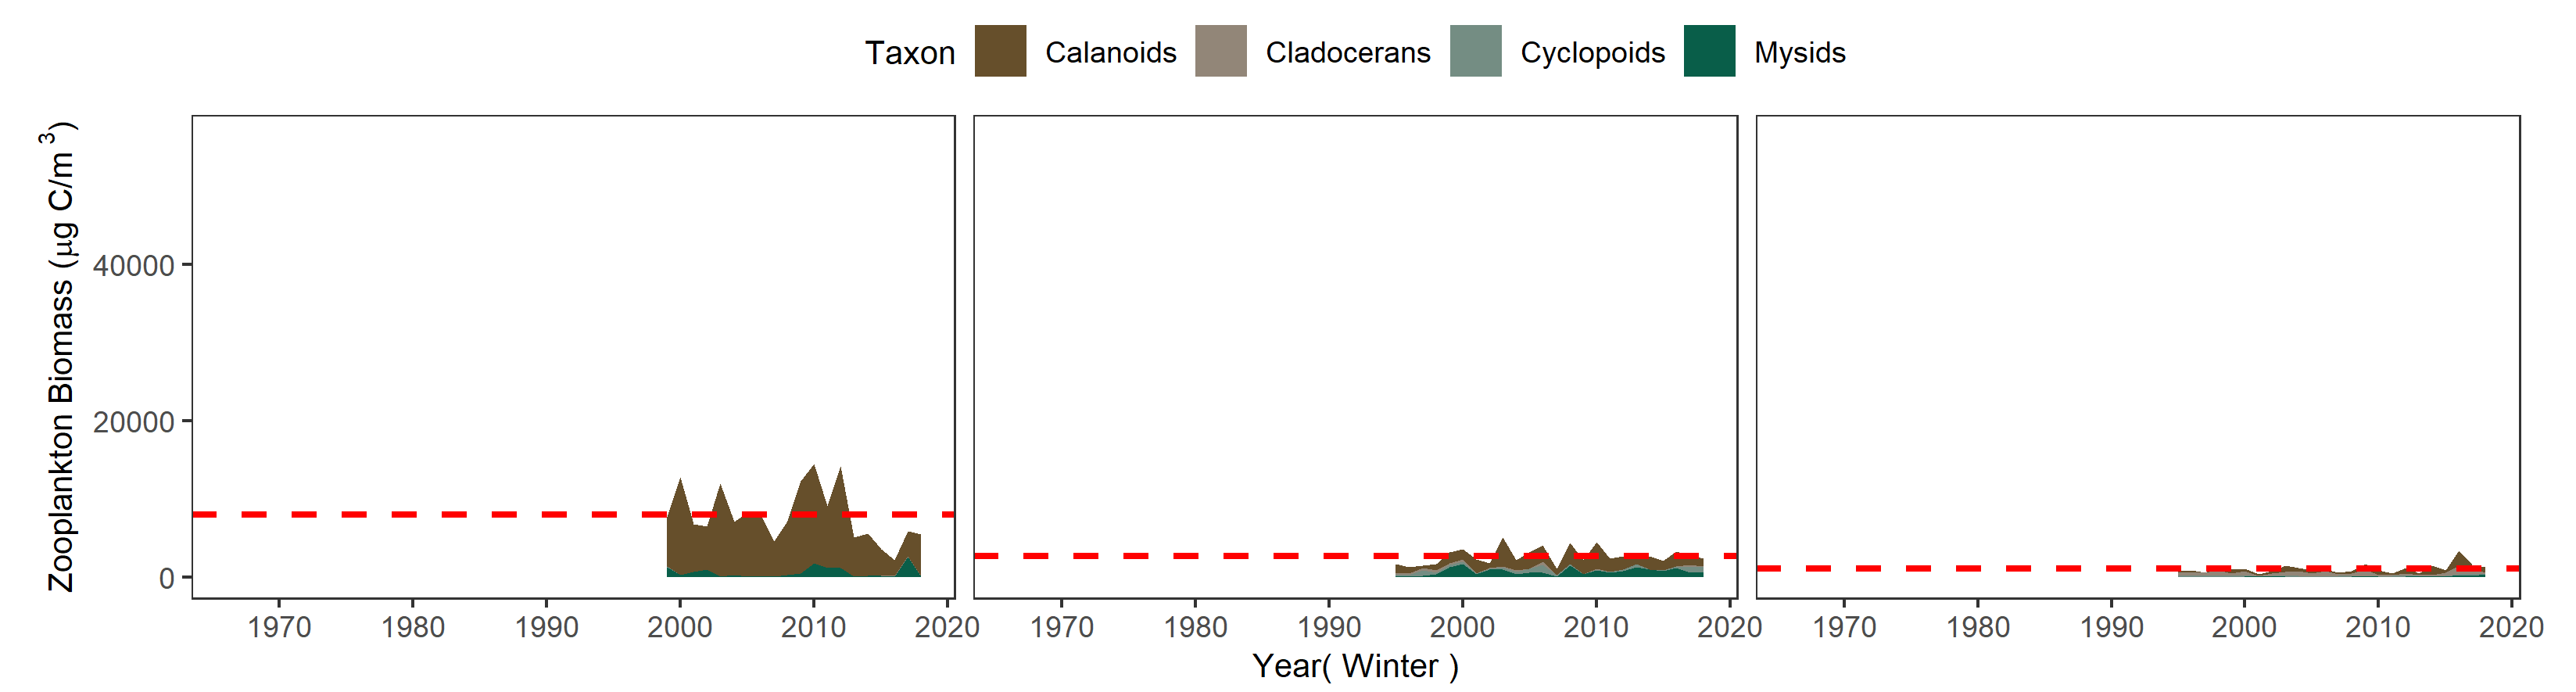 Taxon Calanoids Cladocerans Cyclopoids Mysids
Zooplankton Biomass (μg C/m³)
40000
20000
0
1970 1980 1990 2000 2010 2020 1970 1980 1990 2000 2010 2020 1970 1980 1990 2000 2010 2020
Year( Winter )